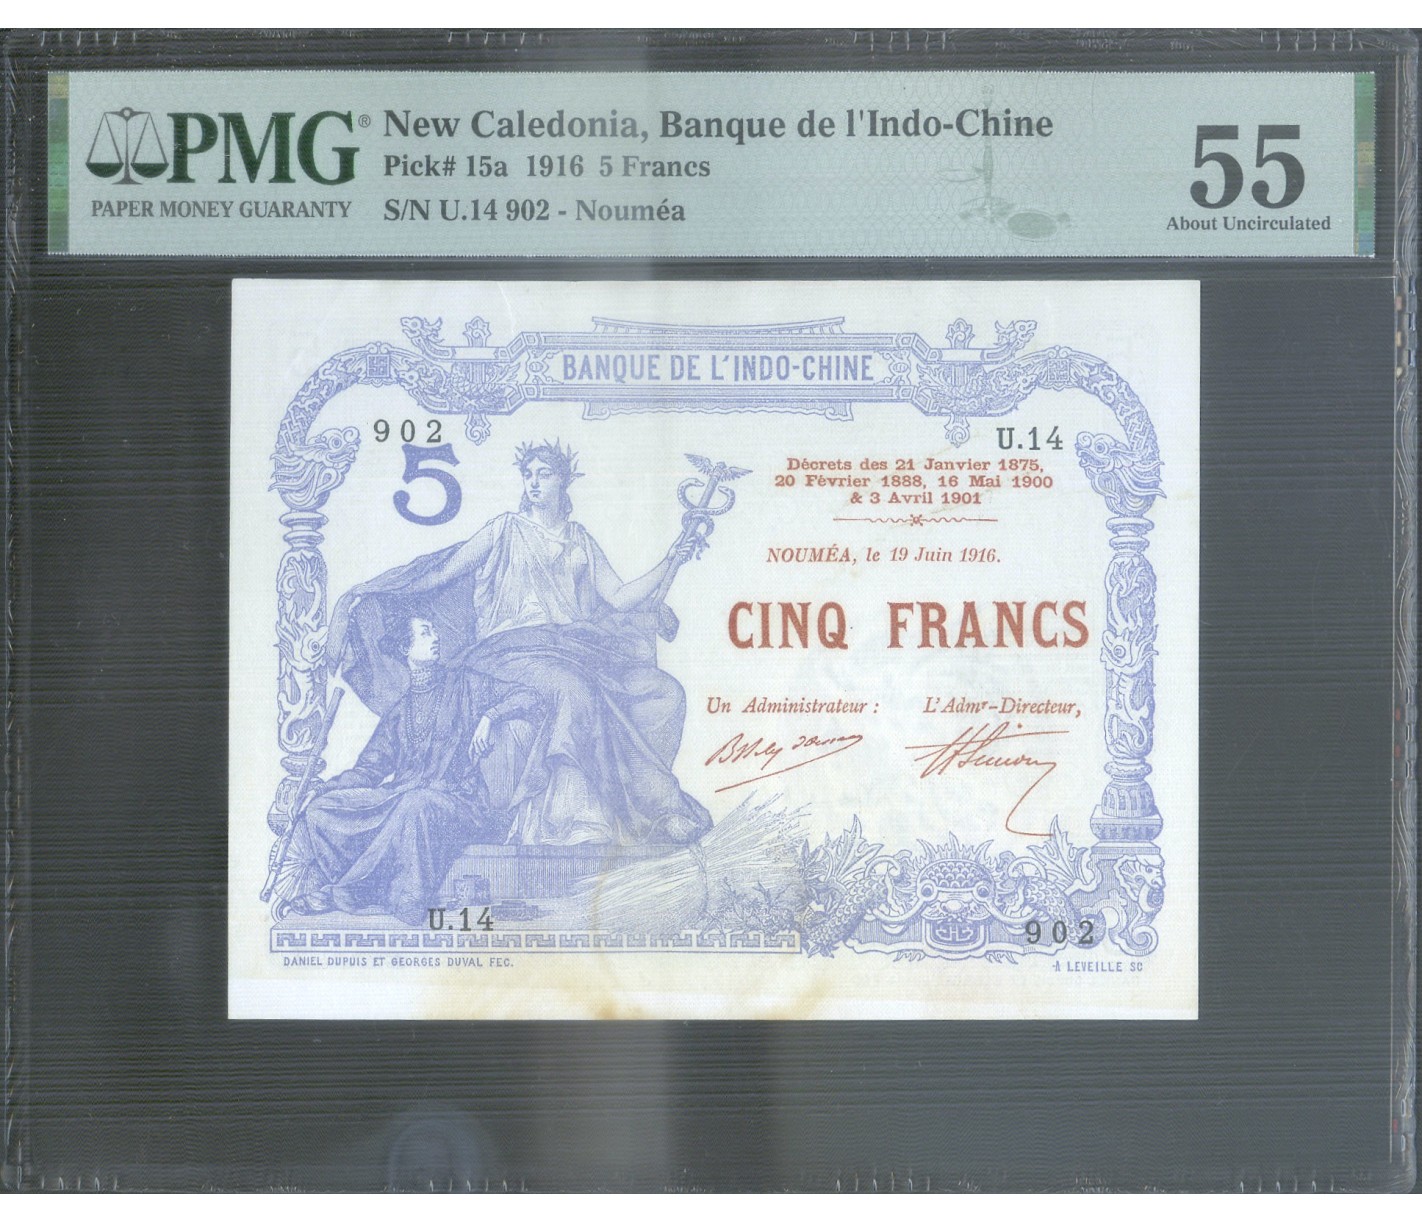 PMG®
PAPER MONEY GUARANTY
New Caledonia, Banque de l'Indo-Chine
Pick# 15a 1916 5 Francs
S/N U.14 902 - Nouméa
55
About Uncirculated
BANQUE DE L'INDO-CHINE
902
U.14
5
Décrets des 21 Janvier 1875,
20 Février 1888, 16 Mai 1900
& 3 Avril 1901
NOUMÉA, le 19 Juin 1916.
CINQ FRANCS
Un Administrateur :
L'Admr-Directeur,
U.14
902
DANIEL DUPUIS ET GEORGES DUVAL FEC.
A LEVEILLE SC